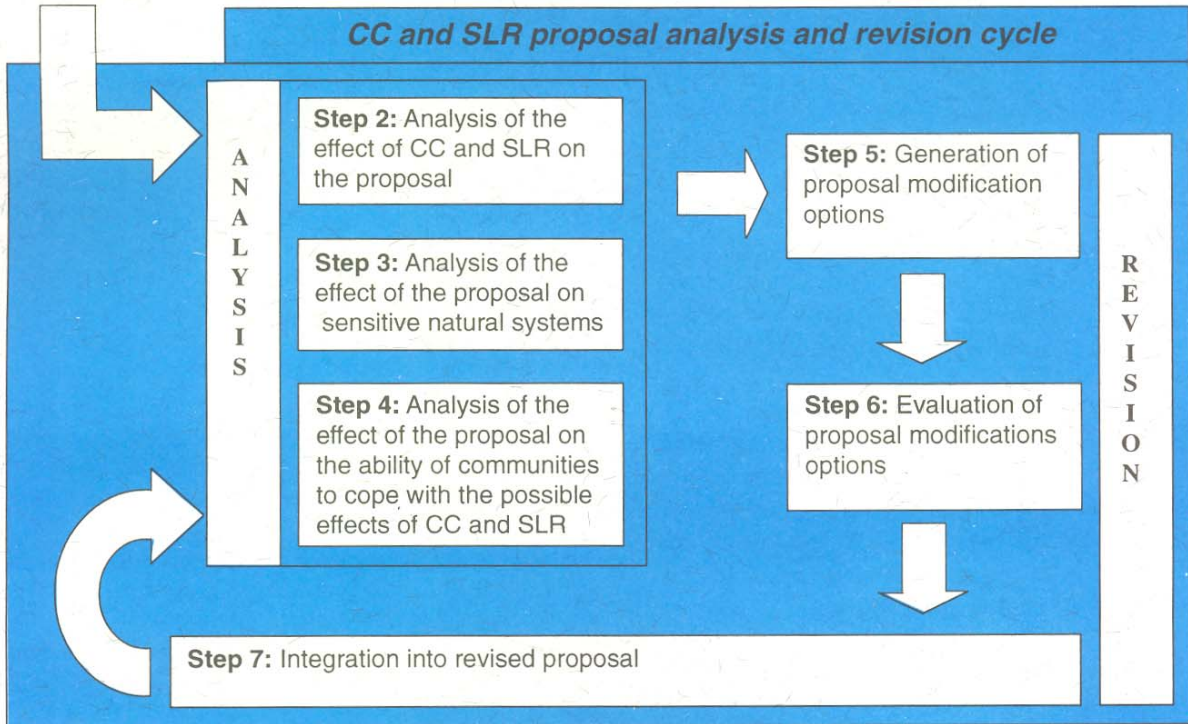 CC and SLR proposal analysis and revision cycle
ANALYSIS
Step 2: Analysis of the
effect of CC and SLR on
the proposal
Step 3: Analysis of the
effect of the proposal on
sensitive natural systems
Step 4: Analysis of the
effect of the proposal on
the ability of communities
to cope with the possible
effects of CC and SLR
Step 5: Generation of
proposal modification
options
Step 6: Evaluation of
proposal modifications
options
REVISION
Step 7: Integration into revised proposal